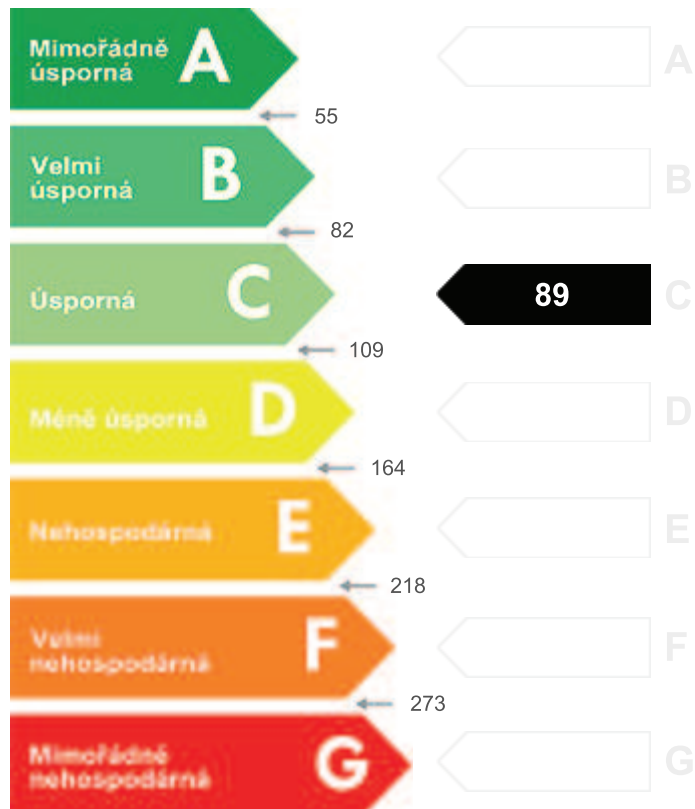 Mimořádně
úsporná
A
A
55
Velmi
úsporná
B
B
82
Úsporná
C
89
C
109
Méně úsporná
D
D
164
Nehospodárná
E
E
218
Velmi
nehospodárná
F
F
273
Mimořádně
nehospodárná
G
G